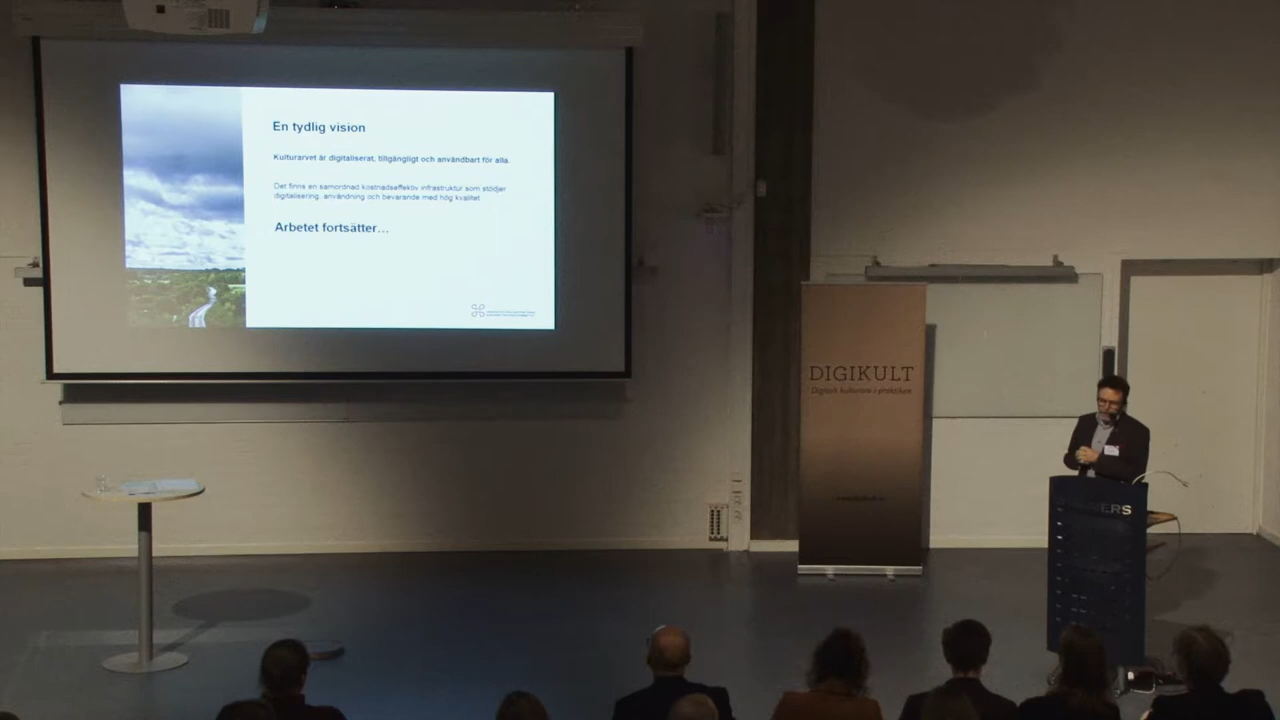 En tydlig vision
Kulturarvet är digitaliserat, tillgängligt och användbart för alla.
Det finns en samordnad kostnadseffektiv infrastruktur som stödjer
digitalisering, användning och bevarande med hög kvalitet
Arbetet fortsätter...
DIGIKULT
Digitalt kulturarv i praktiken
ERS